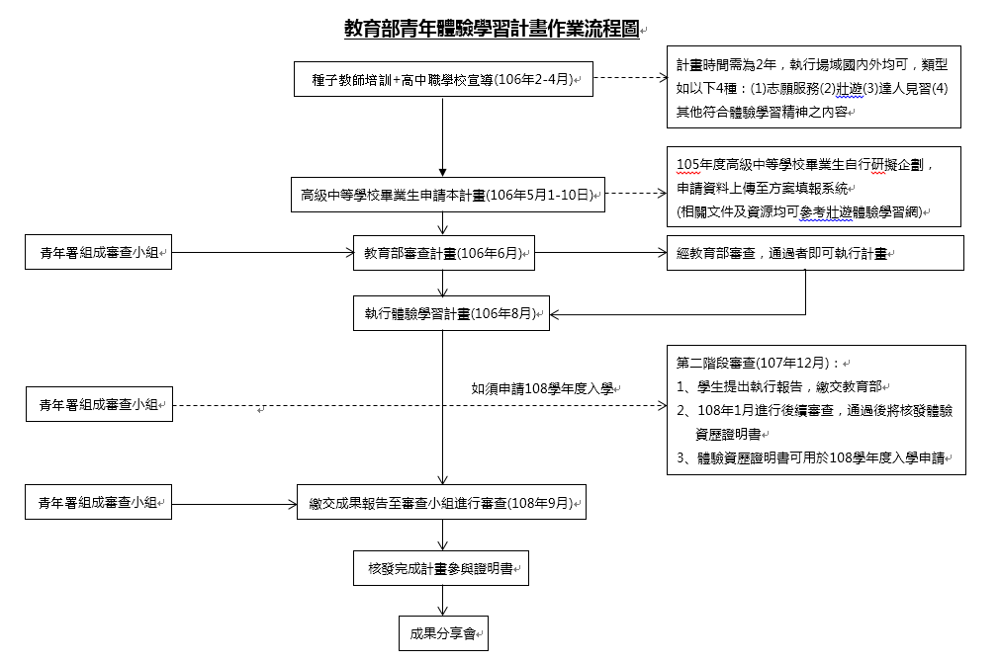 教育部青年體驗學習計畫作業流程圖
種子教師培訓+高中職學校宣導(106年2-4月)
計畫時間需為2年，執行場域國內外均可，類型
如以下4種：(1)志願服務(2)壯遊(3)達人見習(4)
其他符合體驗學習精神之內容
高級中等學校畢業生申請本計畫(106年5月1-10日)
105年度高級中等學校畢業生自行研擬企劃，
申請資料上傳至方案填報系統
(相關文件及資源均可參考壯遊體驗學習網)
青年署組成審查小組
教育部審查計畫(106年6月)
經教育部審查，通過者即可執行計畫
執行體驗學習計畫(106年8月)
青年署組成審查小組
如須申請108學年度入學
第二階段審查(107年12月)：
1、學生提出執行報告，繳交教育部
2、108年1月進行後續審查，通過後將核發體驗
資歷證明書
3、體驗資歷證明書可用於108學年度入學申請
青年署組成審查小組
繳交成果報告至審查小組進行審查(108年9月)
核發完成計畫參與證明書
成果分享會